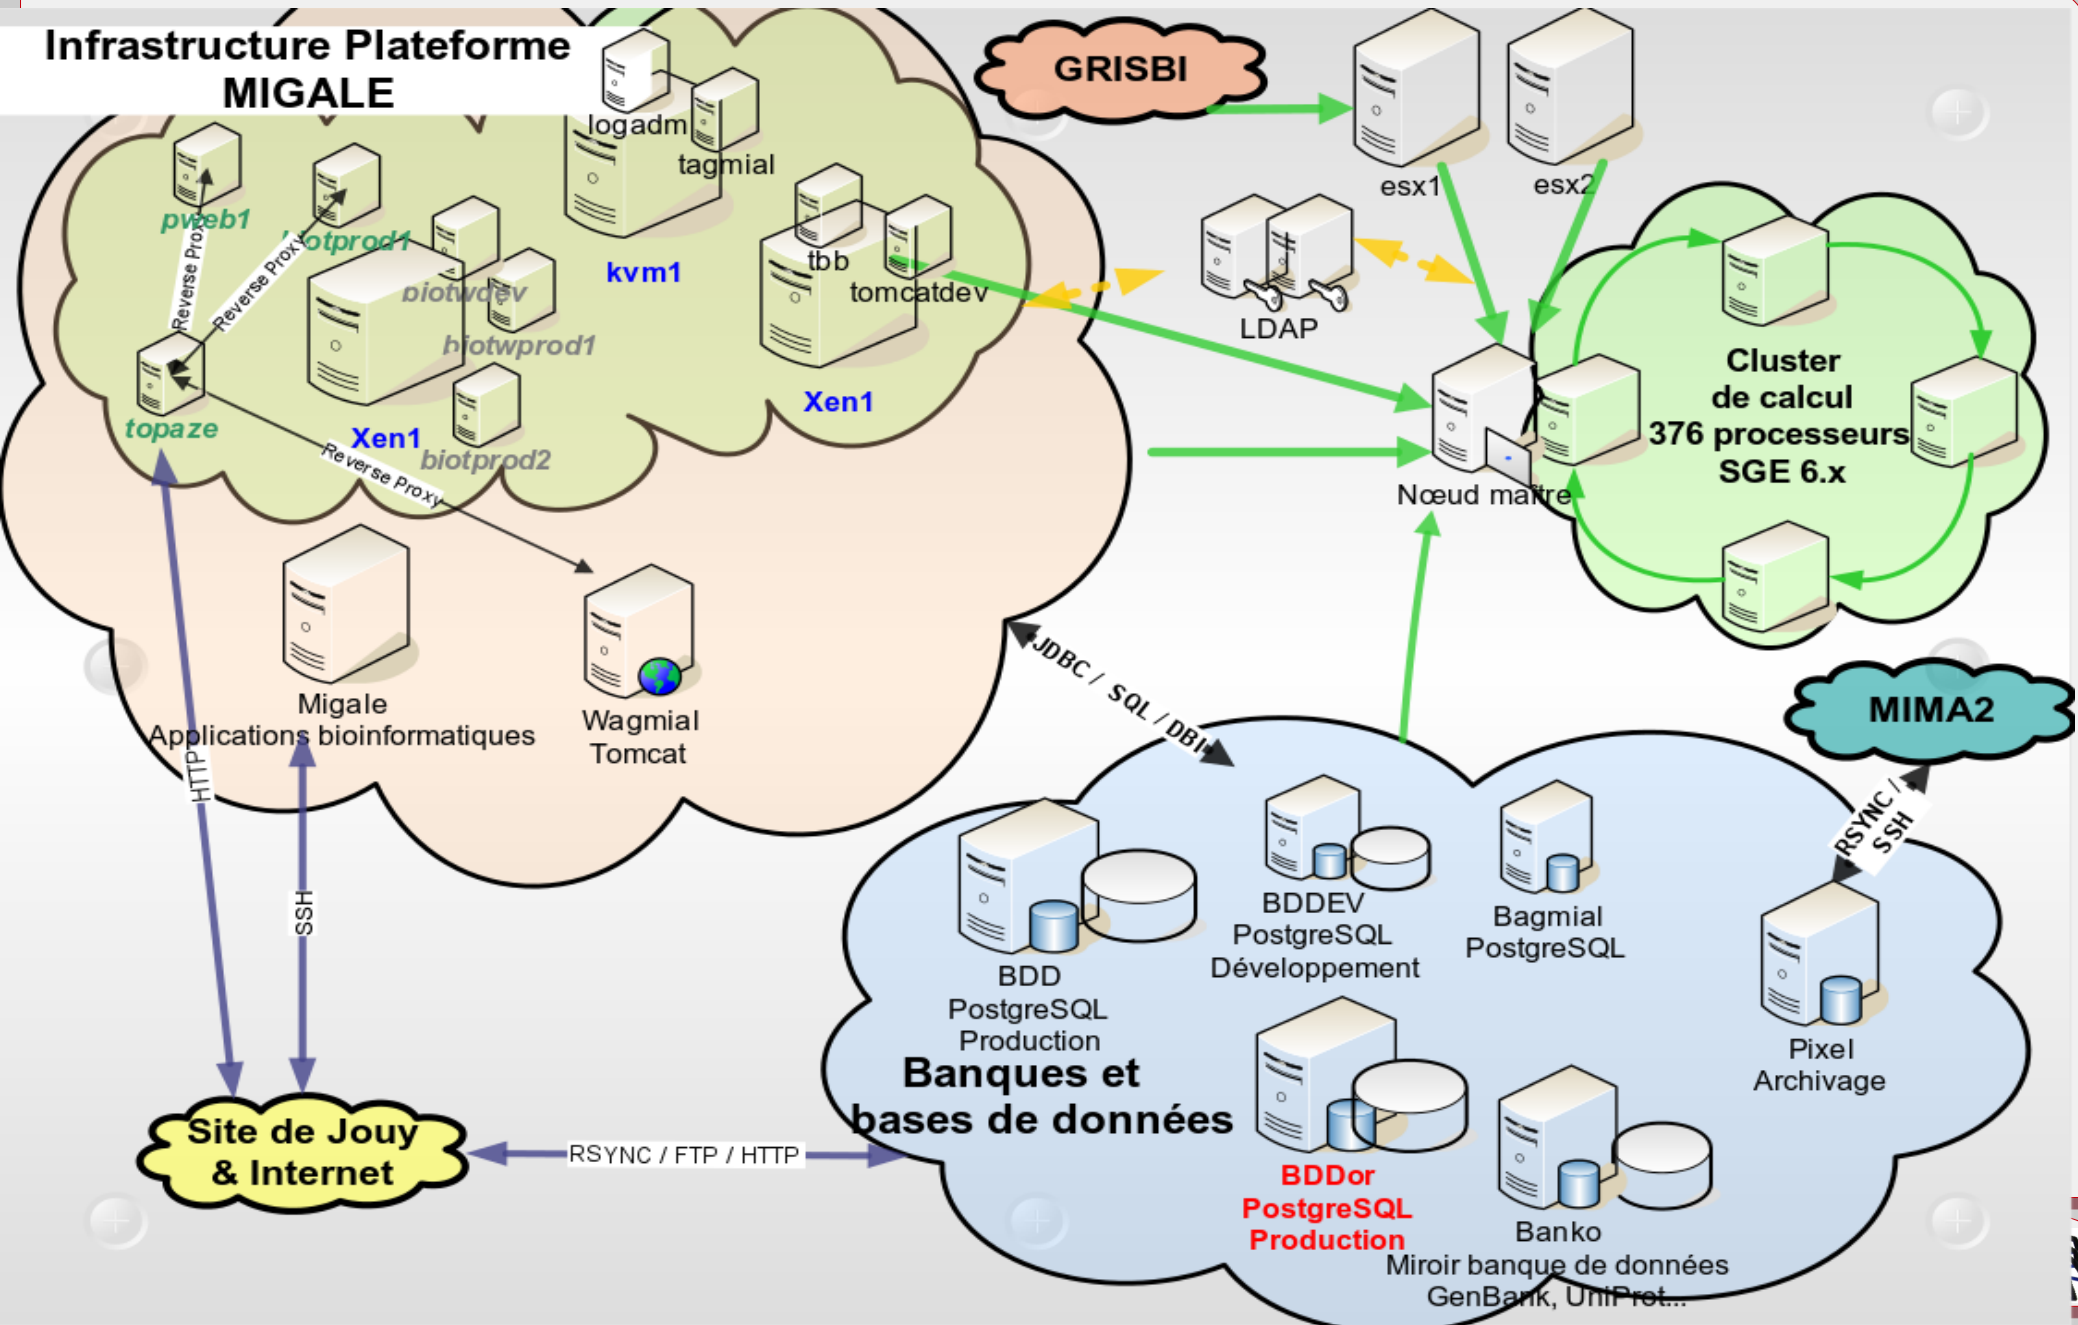 Infrastructure Plateforme
MIGALE
logadm
tagmial
pweb1
biotprod1
Reverse Proxy
Reverse Proxy
kvm1
tbb
tomcatdev
biotwdev
biotwprod1
Xen1
topaze
Xen1
biotprod2
Reverse Proxy
GRISBI
esx1
esx2
LDAP
Cluster
de calcul
376 processeurs
SGE 6.x
Nœud maître
Migale
Applications bioinformatiques
Wagmial
Tomcat
HTTP
SSH
JDBC / SQL / DBI
MIMA2
RSYNC /
SSH
BDD
PostgreSQL
Production
BDDEV
PostgreSQL
Développement
Bagmial
PostgreSQL
Pixel
Archivage
Banques et
bases de données
BDDor
PostgreSQL
Production
Banko
Miroir banque de données
GenBank, UniProt...
Site de Jouy
& Internet
RSYNC / FTP / HTTP